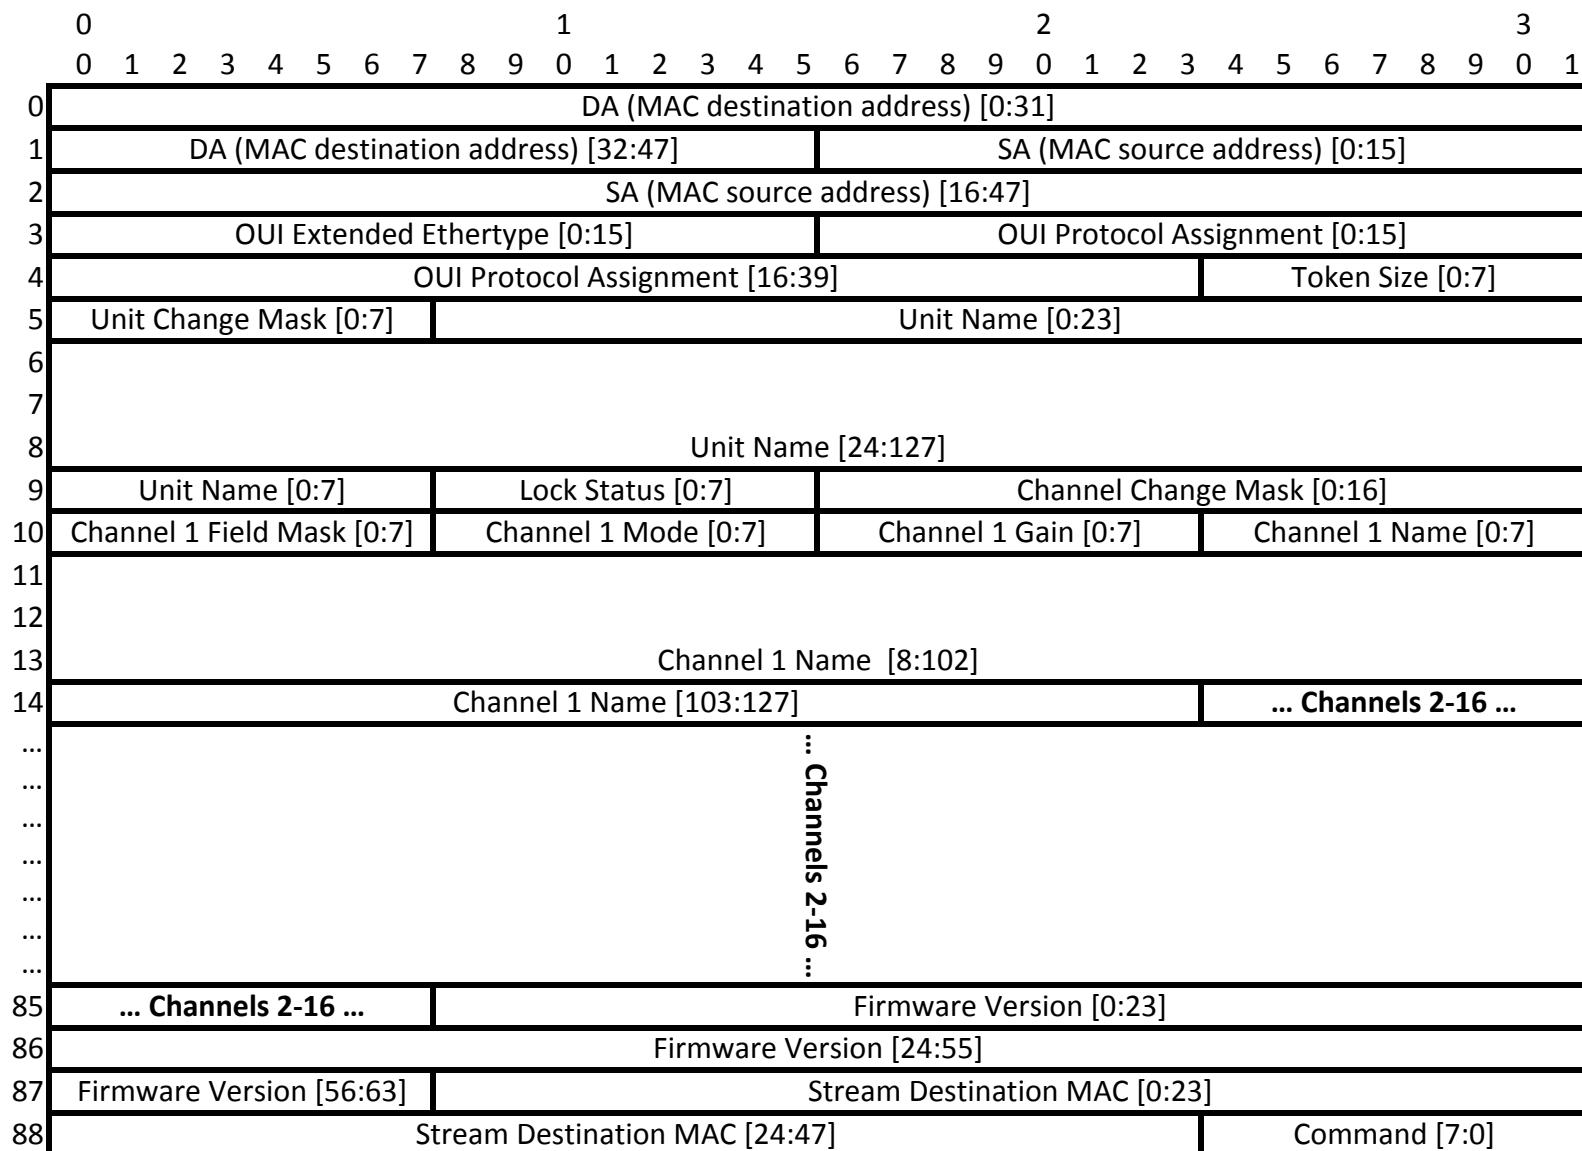 0 1 2 3
0 1 2 3 4 5 6 7 8 9 0 1 2 3 4 5 6 7 8 9 0 1 2 3 4 5 6 7 8 9 0 1
0 DA (MAC destination address) [0:31]
1 DA (MAC destination address) [32:47] SA (MAC source address) [0:15]
2 SA (MAC source address) [16:47]
3 OUI Extended Ethertype [0:15] OUI Protocol Assignment [0:15]
4 OUI Protocol Assignment [16:39] Token Size [0:7]
5 Unit Change Mask [0:7] Unit Name [0:23]
6
7
8 Unit Name [24:127]
9 Unit Name [0:7] Lock Status [0:7] Channel Change Mask [0:16]
10 Channel 1 Field Mask [0:7] Channel 1 Mode [0:7] Channel 1 Gain [0:7] Channel 1 Name [0:7]
11
12
13 Channel 1 Name [8:102]
14 Channel 1 Name [103:127] ... Channels 2-16 ...
...
...
...
...
...
...
...
... Channels 2-16 ...
85 ... Channels 2-16 ... Firmware Version [0:23]
86 Firmware Version [24:55]
87 Firmware Version [56:63] Stream Destination MAC [0:23]
88 Stream Destination MAC [24:47] Command [7:0]